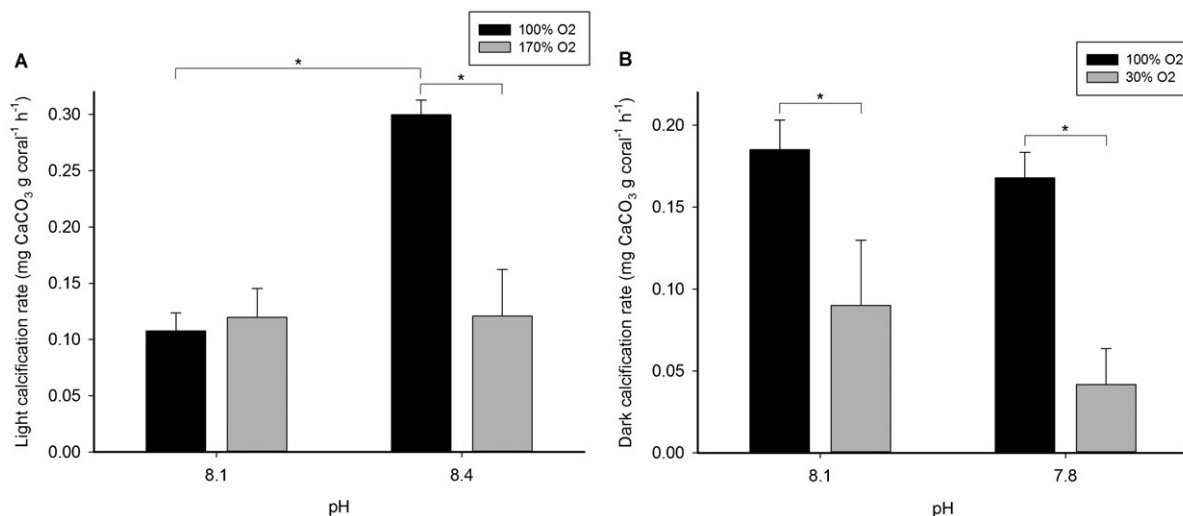 A
100% O2
170% O2
*
*
Light calcification rate (mg CaCO₃ g coral⁻¹ h⁻¹)
0.30
0.25
0.20
0.15
0.10
0.05
0.00
8.1
8.4
pH
B
100% O2
30% O2
*
*
Dark calcification rate (mg CaCO₃ g coral⁻¹ h⁻¹)
0.20
0.15
0.10
0.05
0.00
8.1
7.8
pH